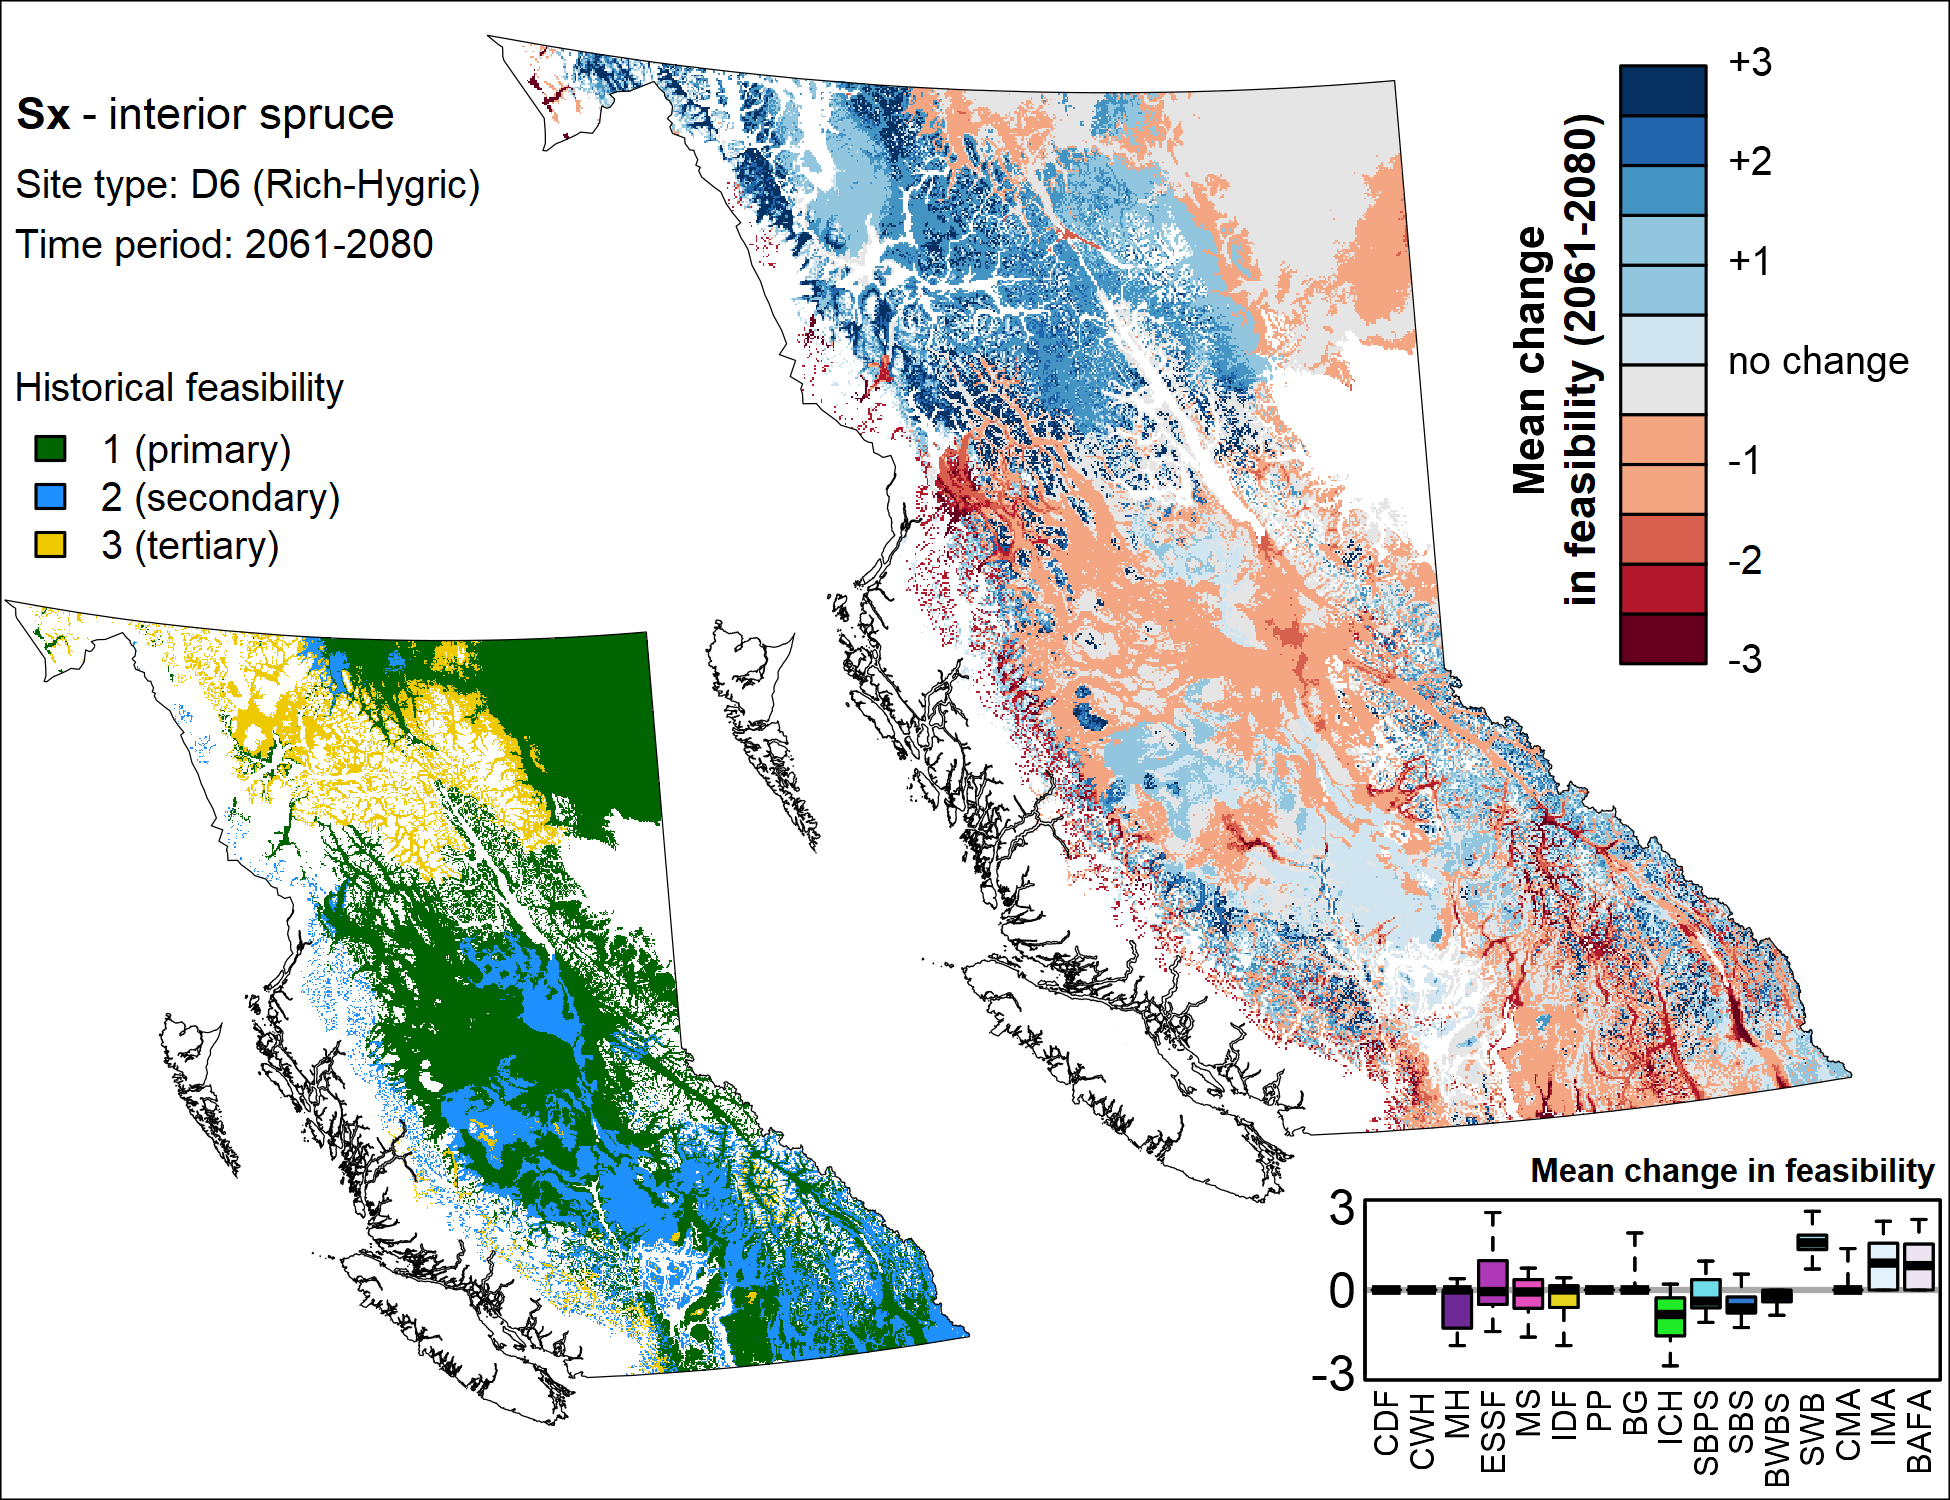 Sx - interior spruce
Site type: D6 (Rich-Hygric)
Time period: 2061-2080
Historical feasibility
1 (primary)
2 (secondary)
3 (tertiary)
Mean change
in feasibility (2061-2080)
+3
+2
+1
no change
-1
-2
-3
Mean change in feasibility
3
0
-3
CDF
CWH
MH
ESSF
MS
IDF
PP
BG
ICH
SBPS
SBS
BWBS
SWB
CMA
IMA
BAFA